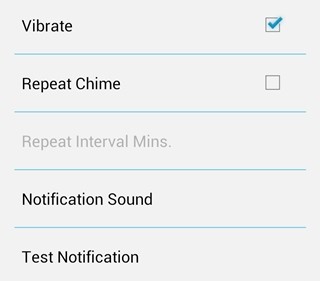 Vibrate
Repeat Chime
Repeat Interval Mins.
Notification Sound
Test Notification